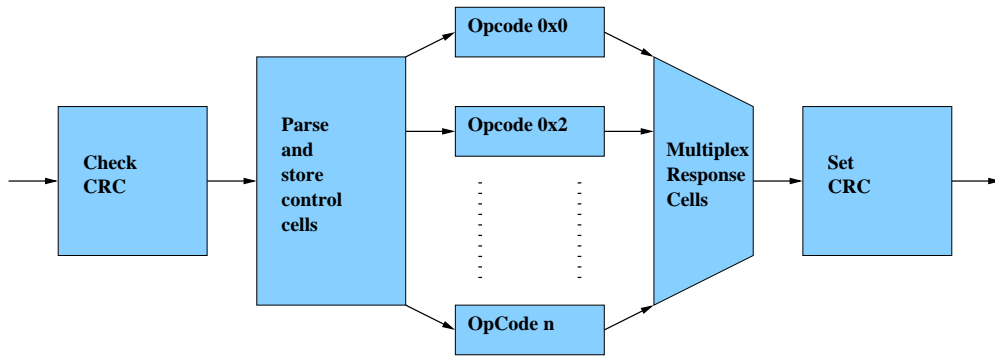 Check
CRC
Parse
and
store
control
cells
Opcode 0x0
Opcode 0x2
OpCode n
Multiplex
Response
Cells
Set
CRC